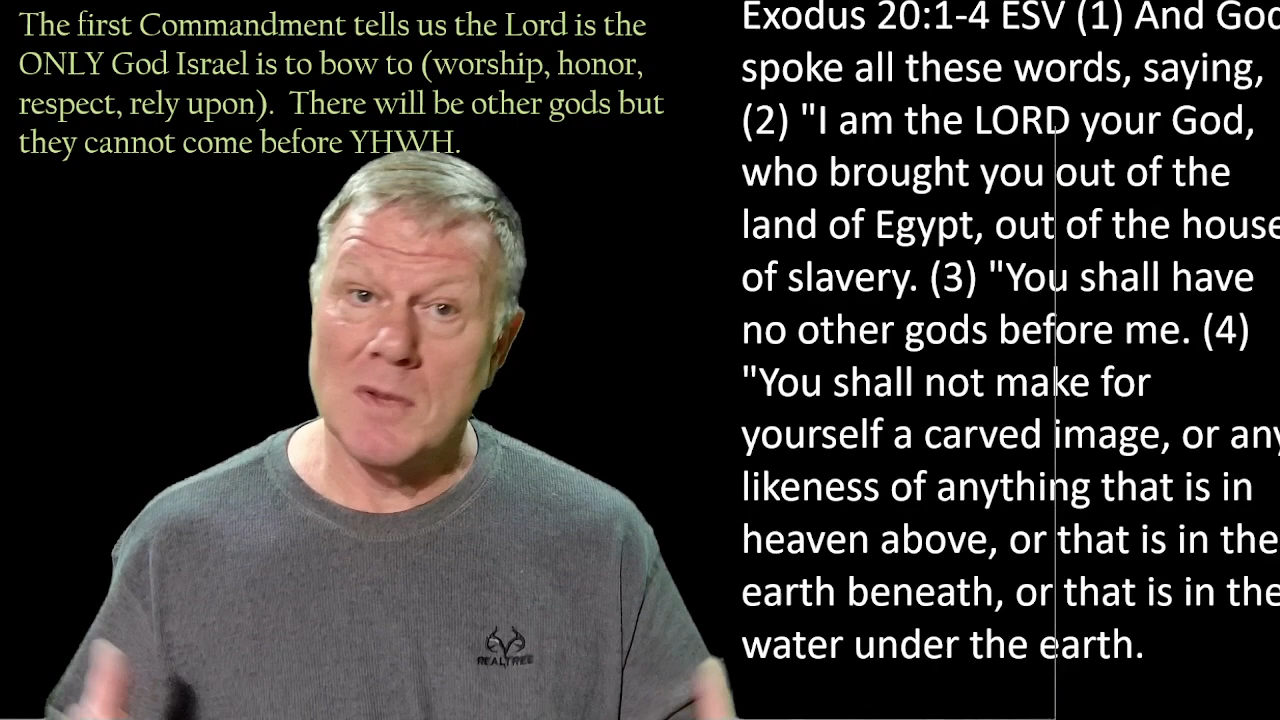 The first Commandment tells us the Lord is the
ONLY God Israel is to bow to (worship, honor,
respect, rely upon).  There will be other gods but
they cannot come before YHWH.
Exodus 20:1-4 ESV (1) And God
spoke all these words, saying,
(2) "I am the LORD your God,
who brought you out of the
land of Egypt, out of the house
of slavery. (3) "You shall have
no other gods before me. (4)
"You shall not make for
yourself a carved image, or any
likeness of anything that is in
heaven above, or that is in the
earth beneath, or that is in the
water under the earth.
REALTREE